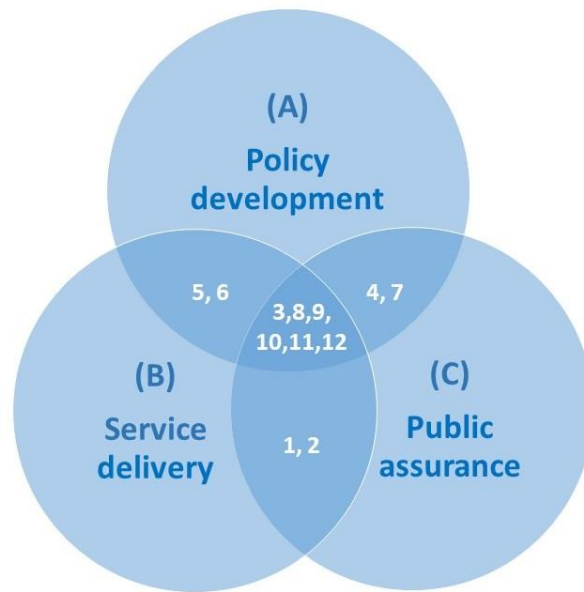 (A)
Policy
development
5, 6
4, 7
3,8,9,
10,11,12
(B)
Service
delivery
(C)
Public
assurance
1, 2